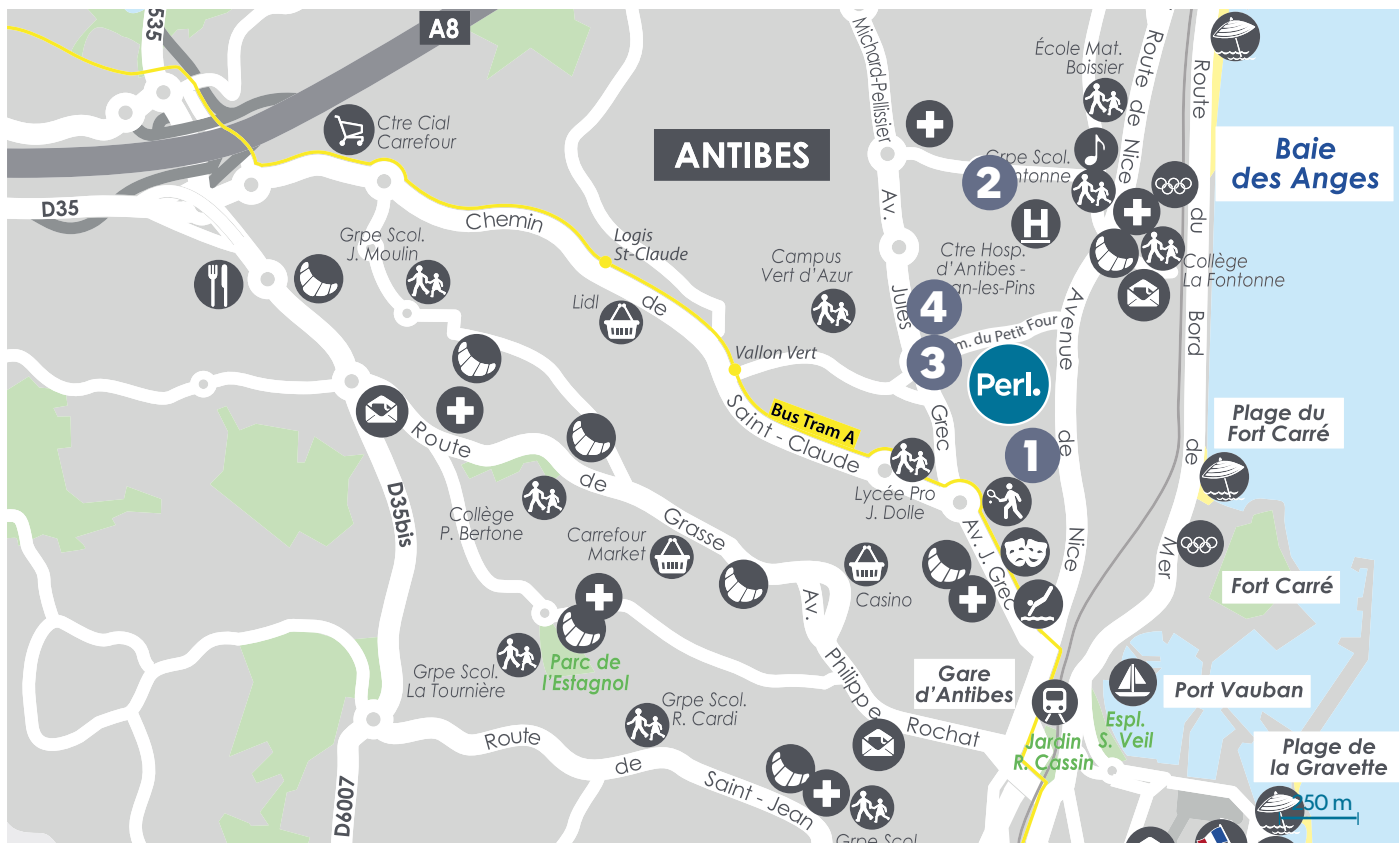 535
A8
Michard-Pellissier
École Mat.
Boissier
Route de Nice
Route
du
Bord
de
Mer
Ctre Cial
Carrefour
ANTIBES
Grpe Scol.
Baie
des Anges
2
D35
Chemin
de
Saint - Claude
Av.
Jules
Grec
H
Grpe Scol.
J. Moulin
Logis
St-Claude
Campus
Vert d'Azur
Ctre Hosp.
d'Antibes -
Collège
La Fontonne
Lidl
4
m. du Petit Four
Avenue
de
Nice
Vallon Vert
3
Perl.
Bus Tram A
Plage du
Fort Carré
1
Route
de
Grasse
D35bis
Lycée Pro
J. Dolle
Collège
P. Bertone
Carrefour
Market
Av. J. Grec
Casino
Fort Carré
Av.
Philippe
Rochat
Grpe Scol.
La Tournière
Parc de
l'Estagnol
Gare
d'Antibes
Port Vauban
Grpe Scol.
R. Cardi
Espl.
S. Veil
Jardin
R. Cassin
Route
de
Saint - Jean
Plage de
la Gravette
D6007
250 m
Grpe Scol.